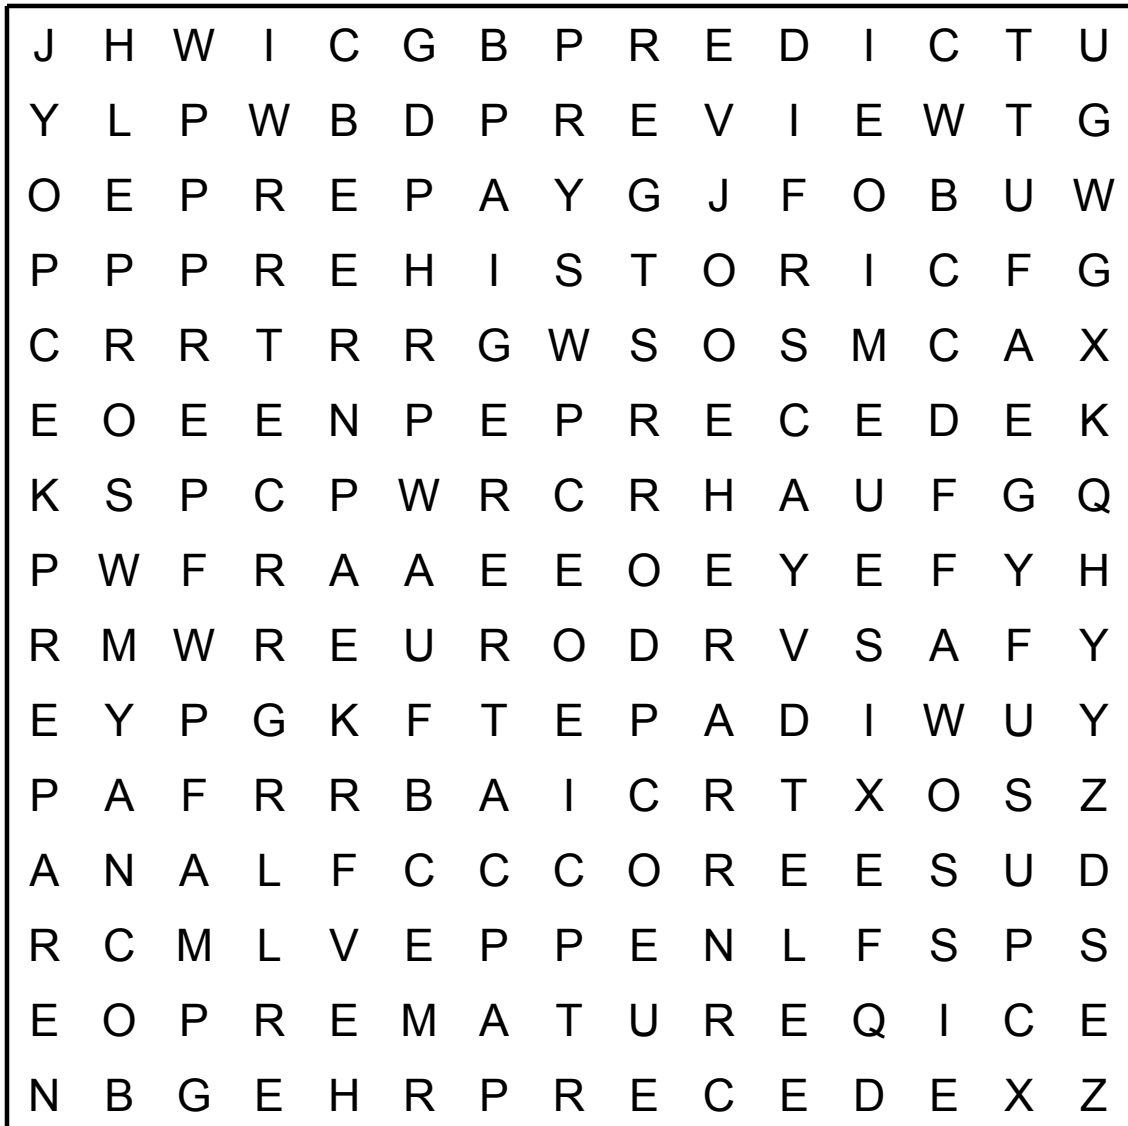 J H W I C G B P R E D I C T U
Y L P W B D P R E V I E W T G
O E P R E P A Y G J F O B U W
P P P R E H I S T O R I C F G
C R R T R R G W S O S M C A X
E O E E N P E P R E C E D E K
K S P C P W R C R H A U F G Q
P W F R A A E E O E Y E F Y H
R M W R E U R O D R V S A F Y
E Y P G K F T E P A D I W U Y
P A F R R B A I C R T X O S Z
A N A L F C C C O R E E S U D
R C M L V E P P E N L F S P S
E O P R E M A T U R E Q I C E
N B G E H R P R E C E D E X Z